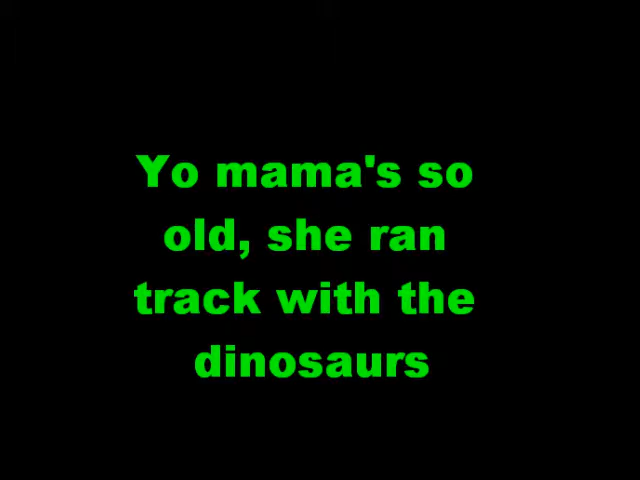 Yo mama's so
old, she ran
track with the
dinosaurs